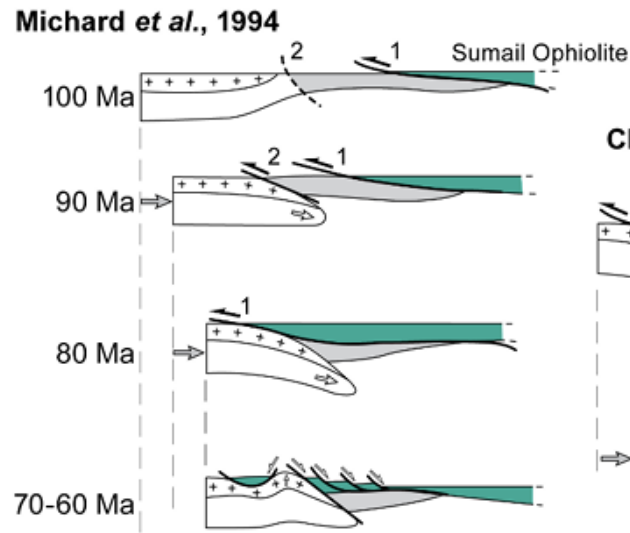 Michard et al., 1994
2
1
Sumail Ophiolite
100 Ma
2
1
90 Ma
1
80 Ma
70-60 Ma